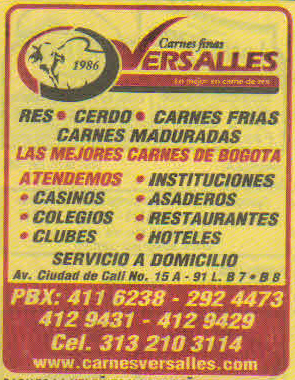 1986
Carnes finas
VERSALLES
Lo mejor en carne de res
RES • CERDO • CARNES FRIAS
CARNES MADURADAS
LAS MEJORES CARNES DE BOGOTA
ATENDEMOS • INSTITUCIONES
• CASINOS • ASADEROS
• COLEGIOS • RESTAURANTES
• CLUBES • HOTELES
SERVICIO A DOMICILIO
Av. Ciudad de Cali No. 15 A - 91 L. B 7 • B 8
PBX: 411 6238 - 292 4473
412 9431 - 412 9429
Cel. 313 210 3114
www.carnesversalles.com